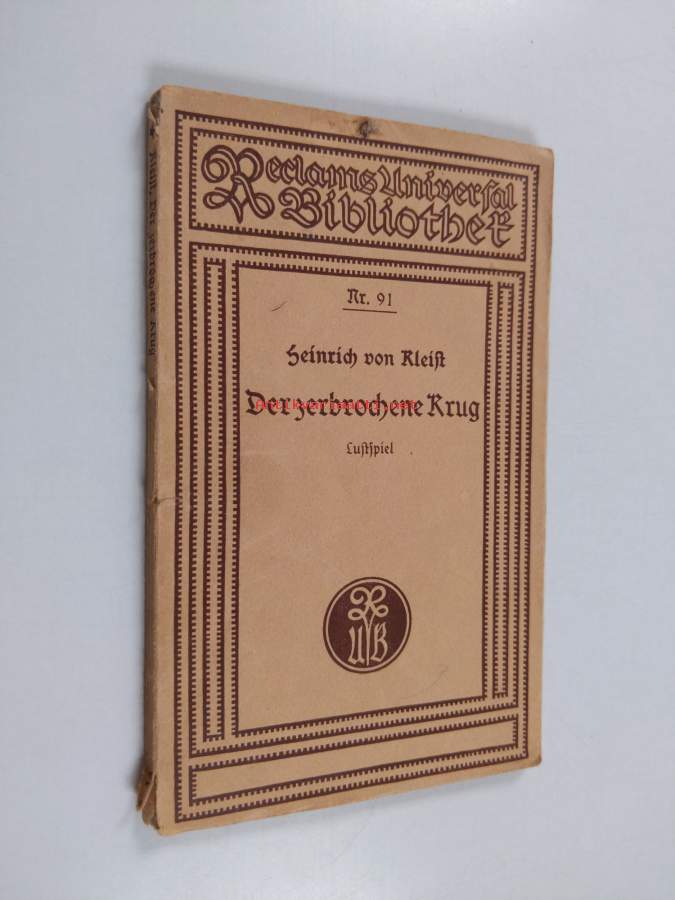 Reclams Universal
Bibliothek
Nr. 91
Heinrich von Kleist
Der zerbrochene Krug
Lustspiel
RUB
Kleist, Der zerbrochene Krug